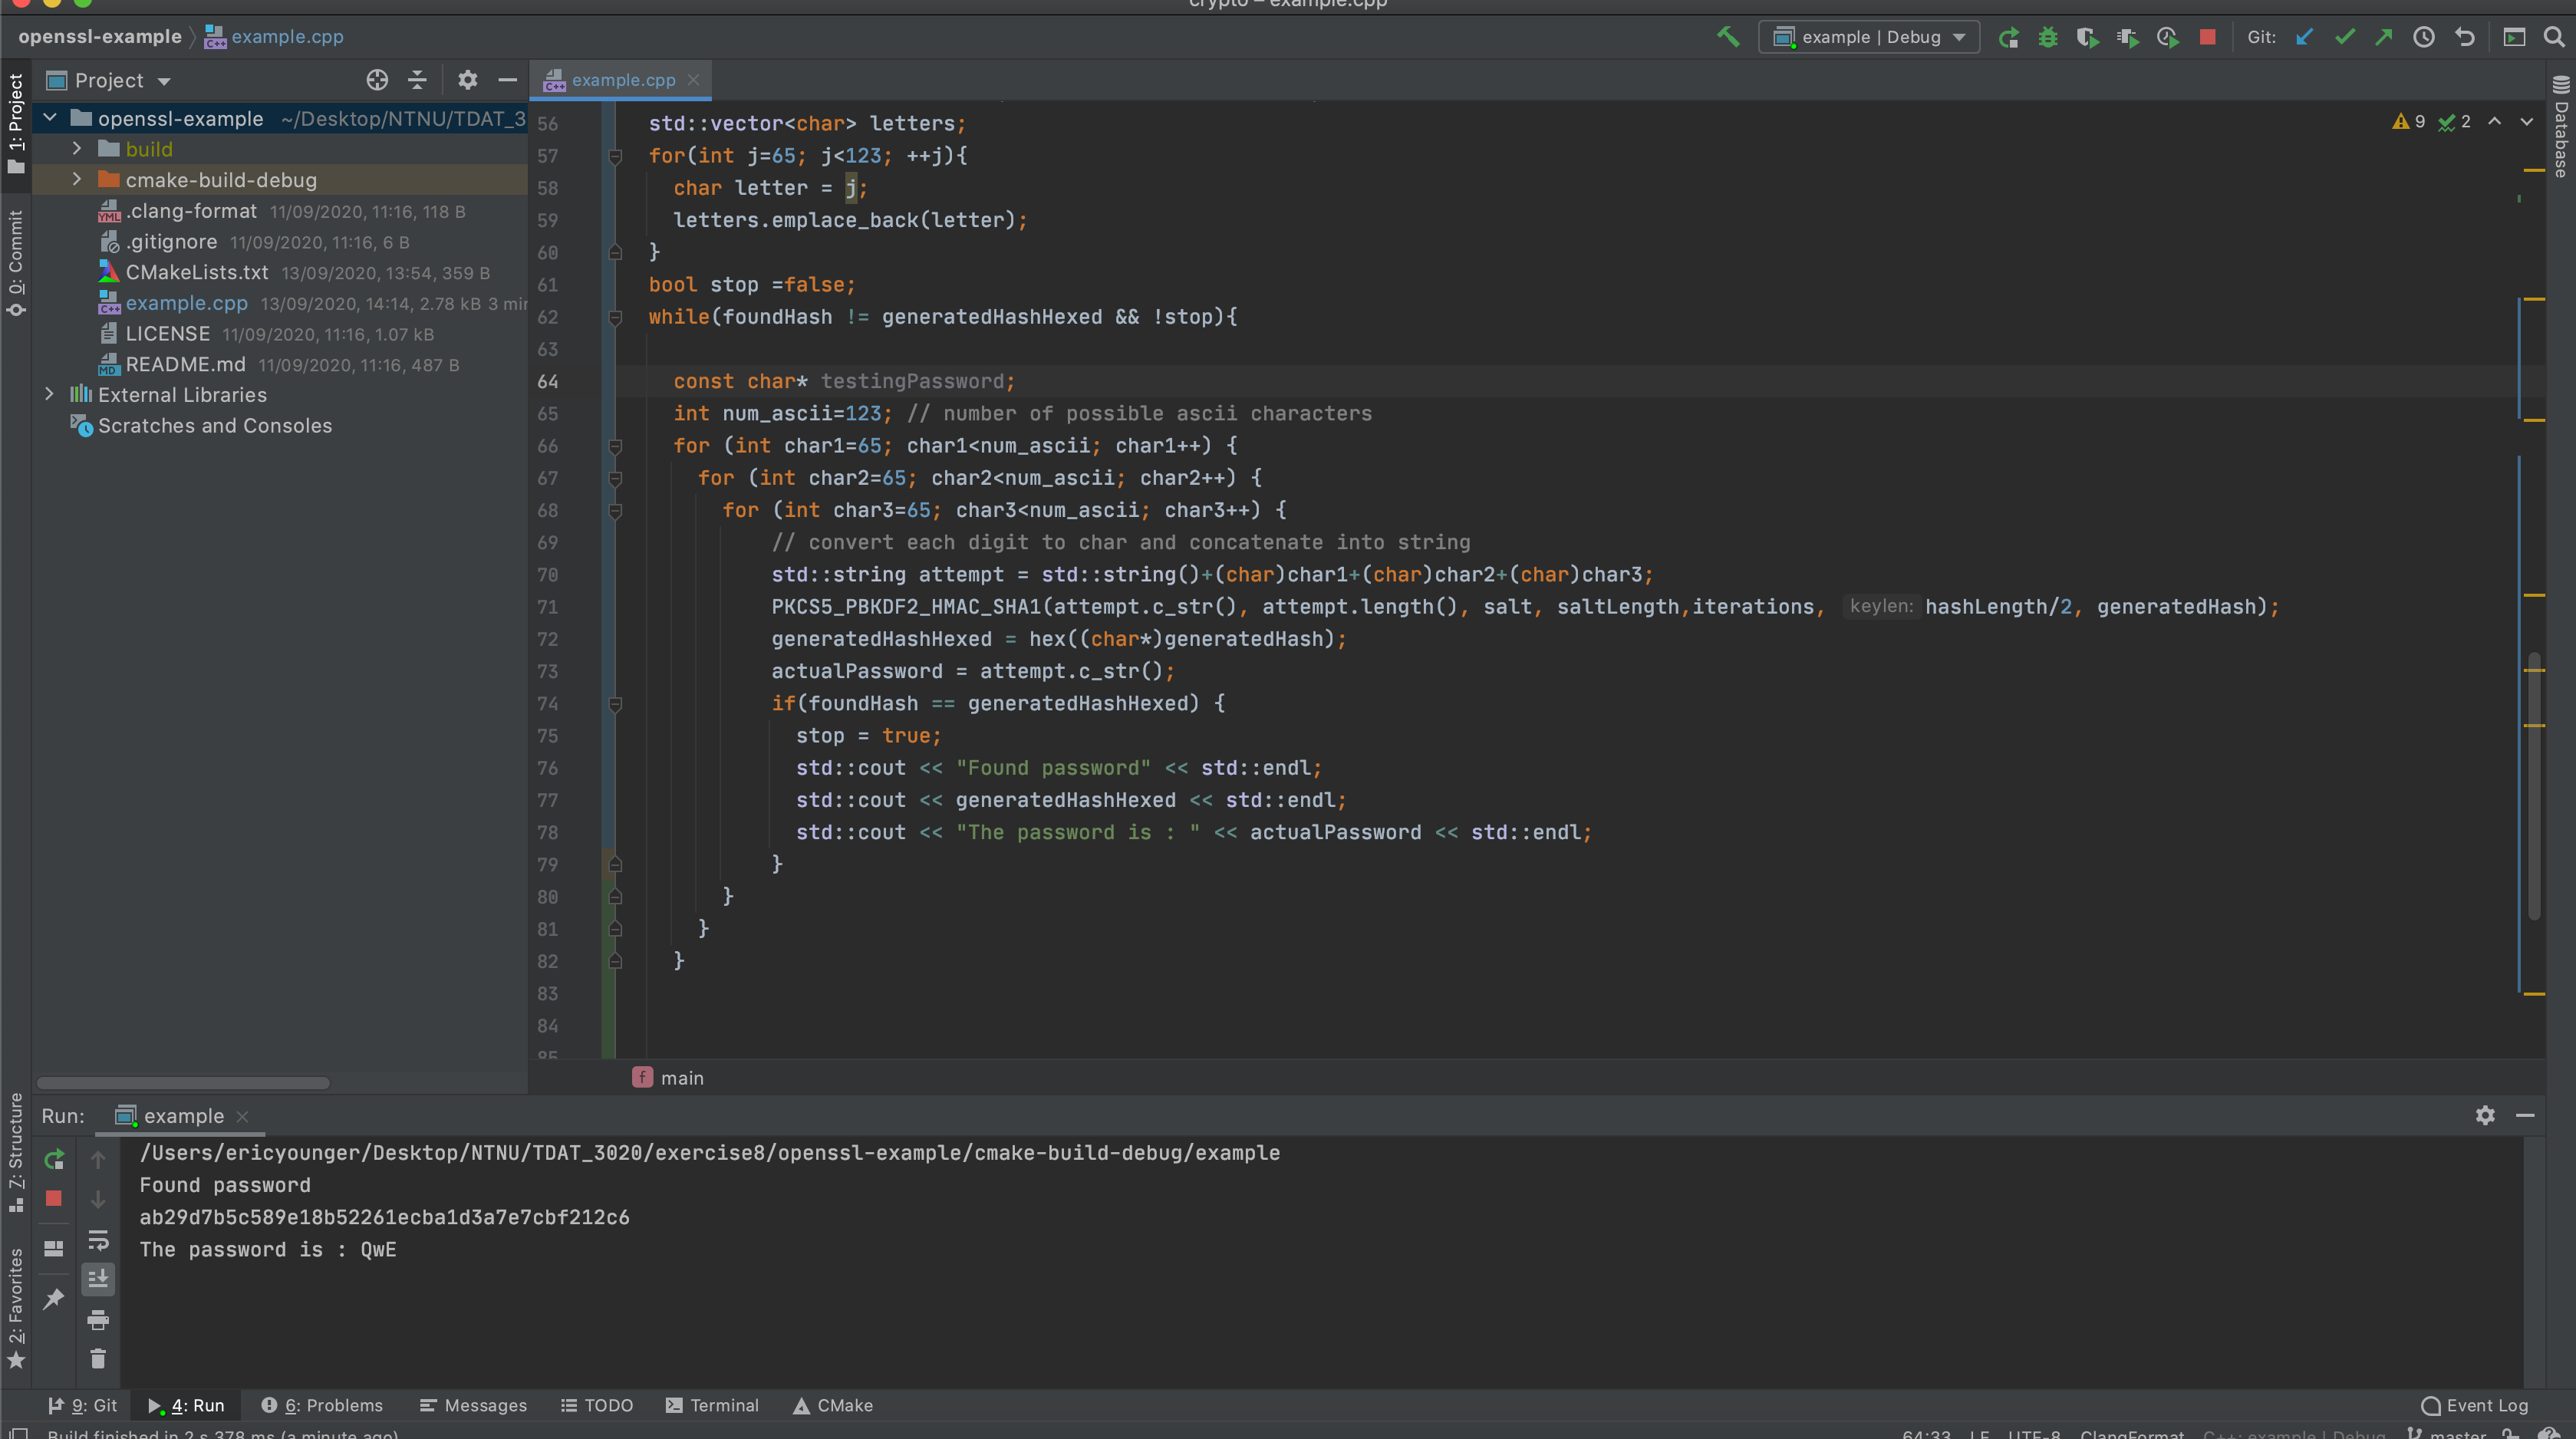 crypto – example.cpp
openssl-example example.cpp
example | Debug
Git:
Project
example.cpp
1: Project
0: Commit
Database
openssl-example ~/Desktop/NTNU/TDAT_3
build
cmake-build-debug
.clang-format 11/09/2020, 11:16, 118 B
.gitignore 11/09/2020, 11:16, 6 B
CMakeLists.txt 13/09/2020, 13:54, 359 B
example.cpp 13/09/2020, 14:14, 2.78 kB 3 mi
LICENSE 11/09/2020, 11:16, 1.07 kB
README.md 11/09/2020, 11:16, 487 B
External Libraries
Scratches and Consoles
9 2
56 std::vector<char> letters;
57 for(int j=65; j<123; ++j){
58 char letter = j;
59 letters.emplace_back(letter);
60 }
61 bool stop =false;
62 while(foundHash != generatedHashHexed && !stop){
63
64 const char* testingPassword;
65 int num_ascii=123; // number of possible ascii characters
66 for (int char1=65; char1<num_ascii; char1++) {
67 for (int char2=65; char2<num_ascii; char2++) {
68 for (int char3=65; char3<num_ascii; char3++) {
69 // convert each digit to char and concatenate into string
70 std::string attempt = std::string()+(char)char1+(char)char2+(char)char3;
71 PKCS5_PBKDF2_HMAC_SHA1(attempt.c_str(), attempt.length(), salt, saltLength,iterations, keylen: hashLength/2, generatedHash);
72 generatedHashHexed = hex((char*)generatedHash);
73 actualPassword = attempt.c_str();
74 if(foundHash == generatedHashHexed) {
75 stop = true;
76 std::cout << "Found password" << std::endl;
77 std::cout << generatedHashHexed << std::endl;
78 std::cout << "The password is : " << actualPassword << std::endl;
79 }
80 }
81 }
82 }
83
84
85
f main
Run: example
Z: Structure
2: Favorites
/Users/ericyounger/Desktop/NTNU/TDAT_3020/exercise8/openssl-example/cmake-build-debug/example
Found password
ab29d7b5c589e18b52261ecba1d3a7e7cbf212c6
The password is : QwE
9: Git 4: Run 6: Problems Messages TODO Terminal CMake Event Log
Build finished in 2 s 378 ms (a minute ago) 64:33 LF UTF-8 ClangFormat C++: example | Debug master